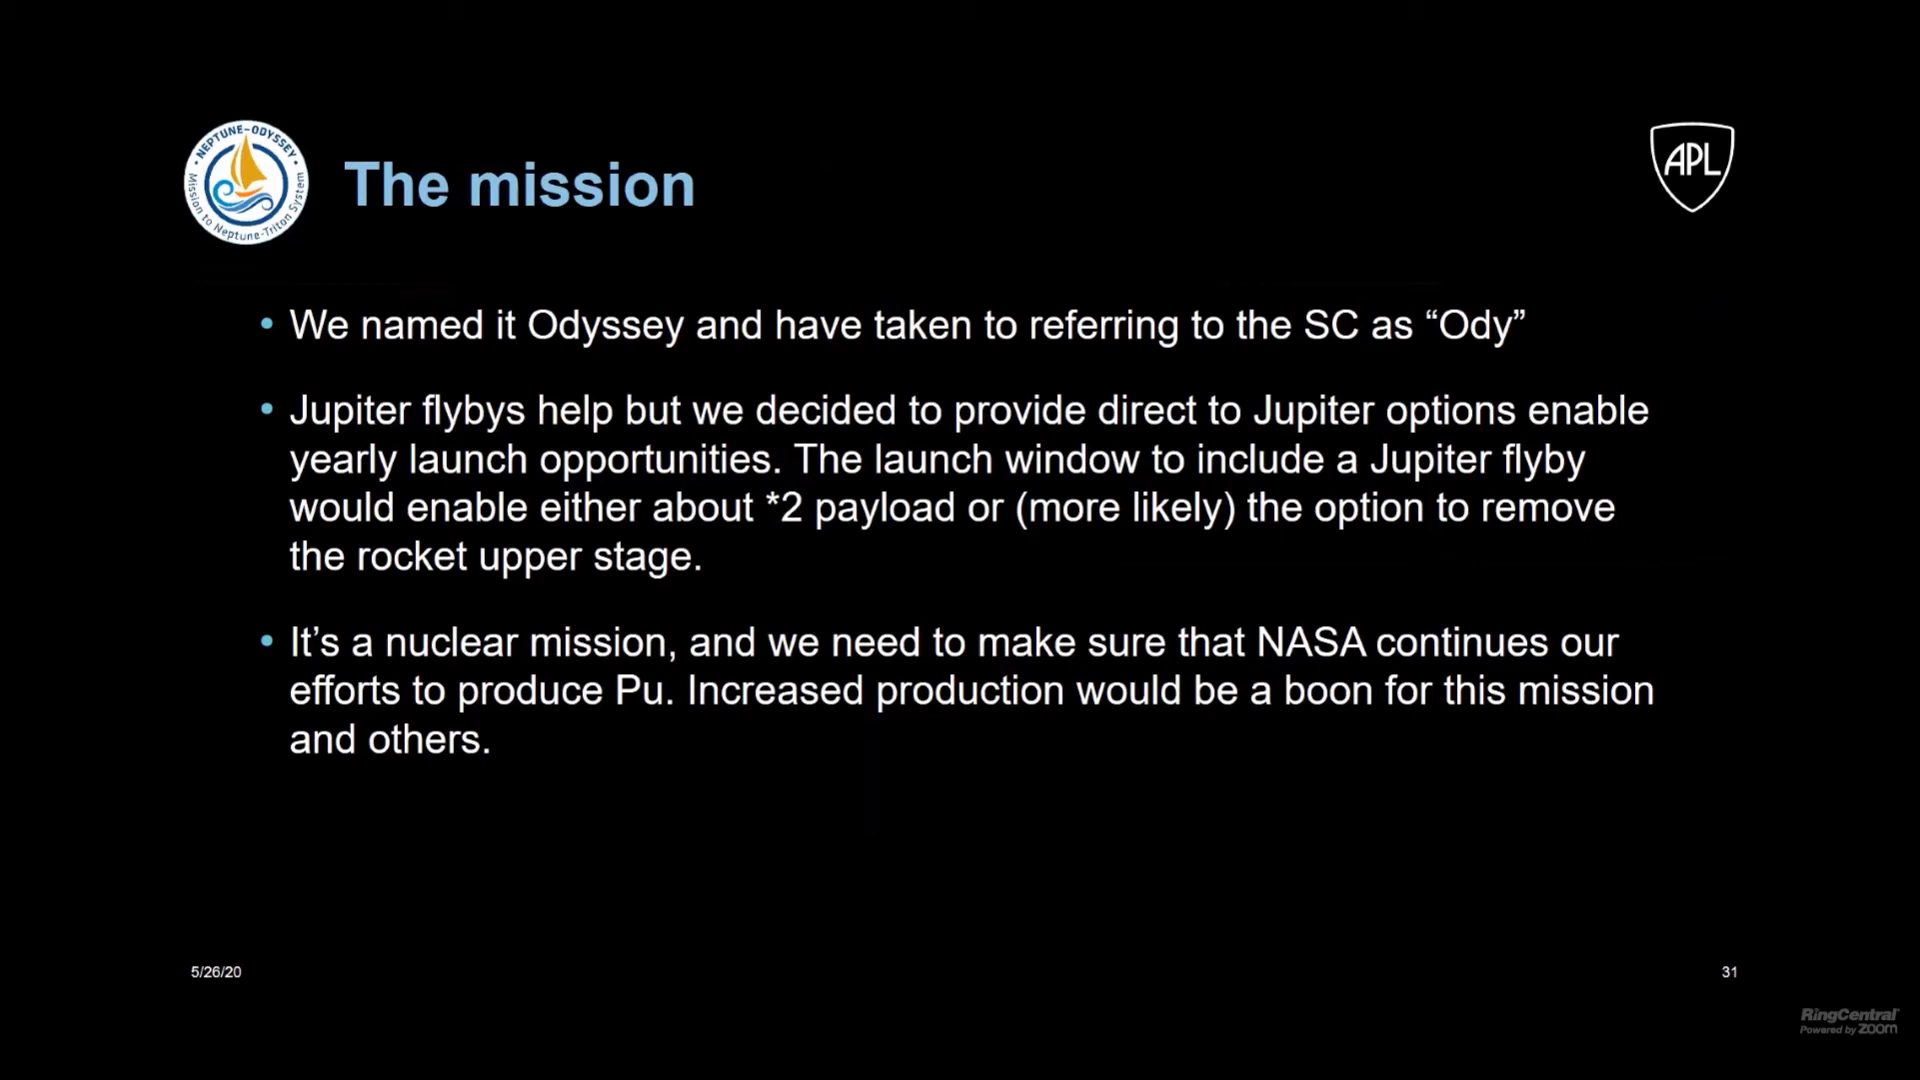 NEPTUNE-ODYSSEY
Mission to Neptune-Triton System
The mission
APL
• We named it Odyssey and have taken to referring to the SC as “Ody”
• Jupiter flybys help but we decided to provide direct to Jupiter options enable
yearly launch opportunities. The launch window to include a Jupiter flyby
would enable either about *2 payload or (more likely) the option to remove
the rocket upper stage.
• It’s a nuclear mission, and we need to make sure that NASA continues our
efforts to produce Pu. Increased production would be a boon for this mission
and others.
5/26/20
31
RingCentral
Powered by zoom